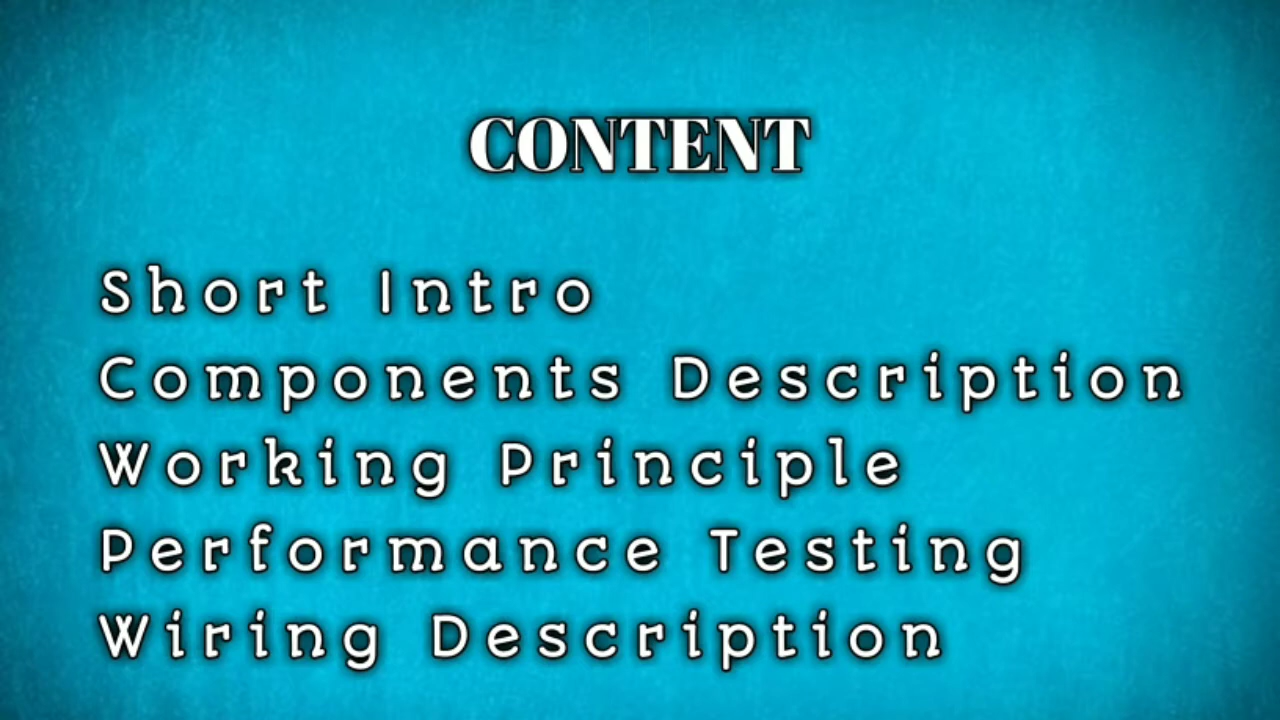 CONTENT
Short Intro
Components Description
Working Principle
Performance Testing
Wiring Description